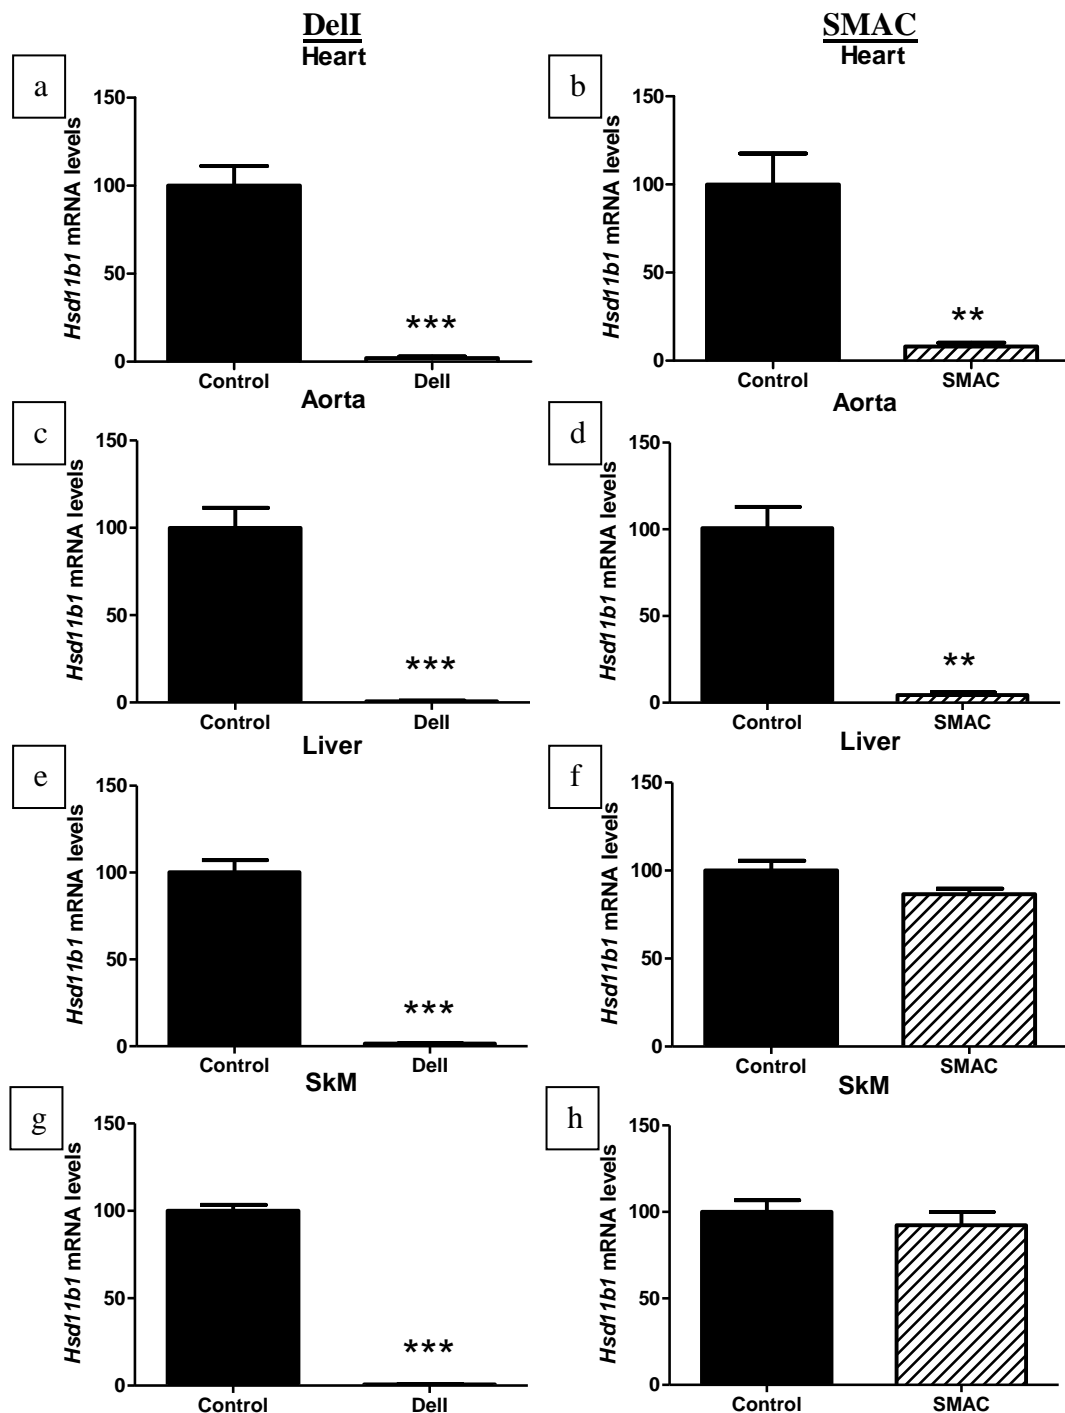 DelI
Heart
SMAC
Heart
a
150
100
50
0
Hsd11b1 mRNA levels
***
Control
DelI
b
150
100
50
0
Hsd11b1 mRNA levels
**
Control
SMAC
Aorta
c
150
100
50
0
Hsd11b1 mRNA levels
***
Control
DelI
Aorta
d
150
100
50
0
Hsd11b1 mRNA levels
**
Control
SMAC
Liver
e
150
100
50
0
Hsd11b1 mRNA levels
***
Control
DelI
Liver
f
150
100
50
0
Hsd11b1 mRNA levels
Control
SMAC
SkM
g
150
100
50
0
Hsd11b1 mRNA levels
***
Control
DelI
SkM
h
150
100
50
0
Hsd11b1 mRNA levels
Control
SMAC